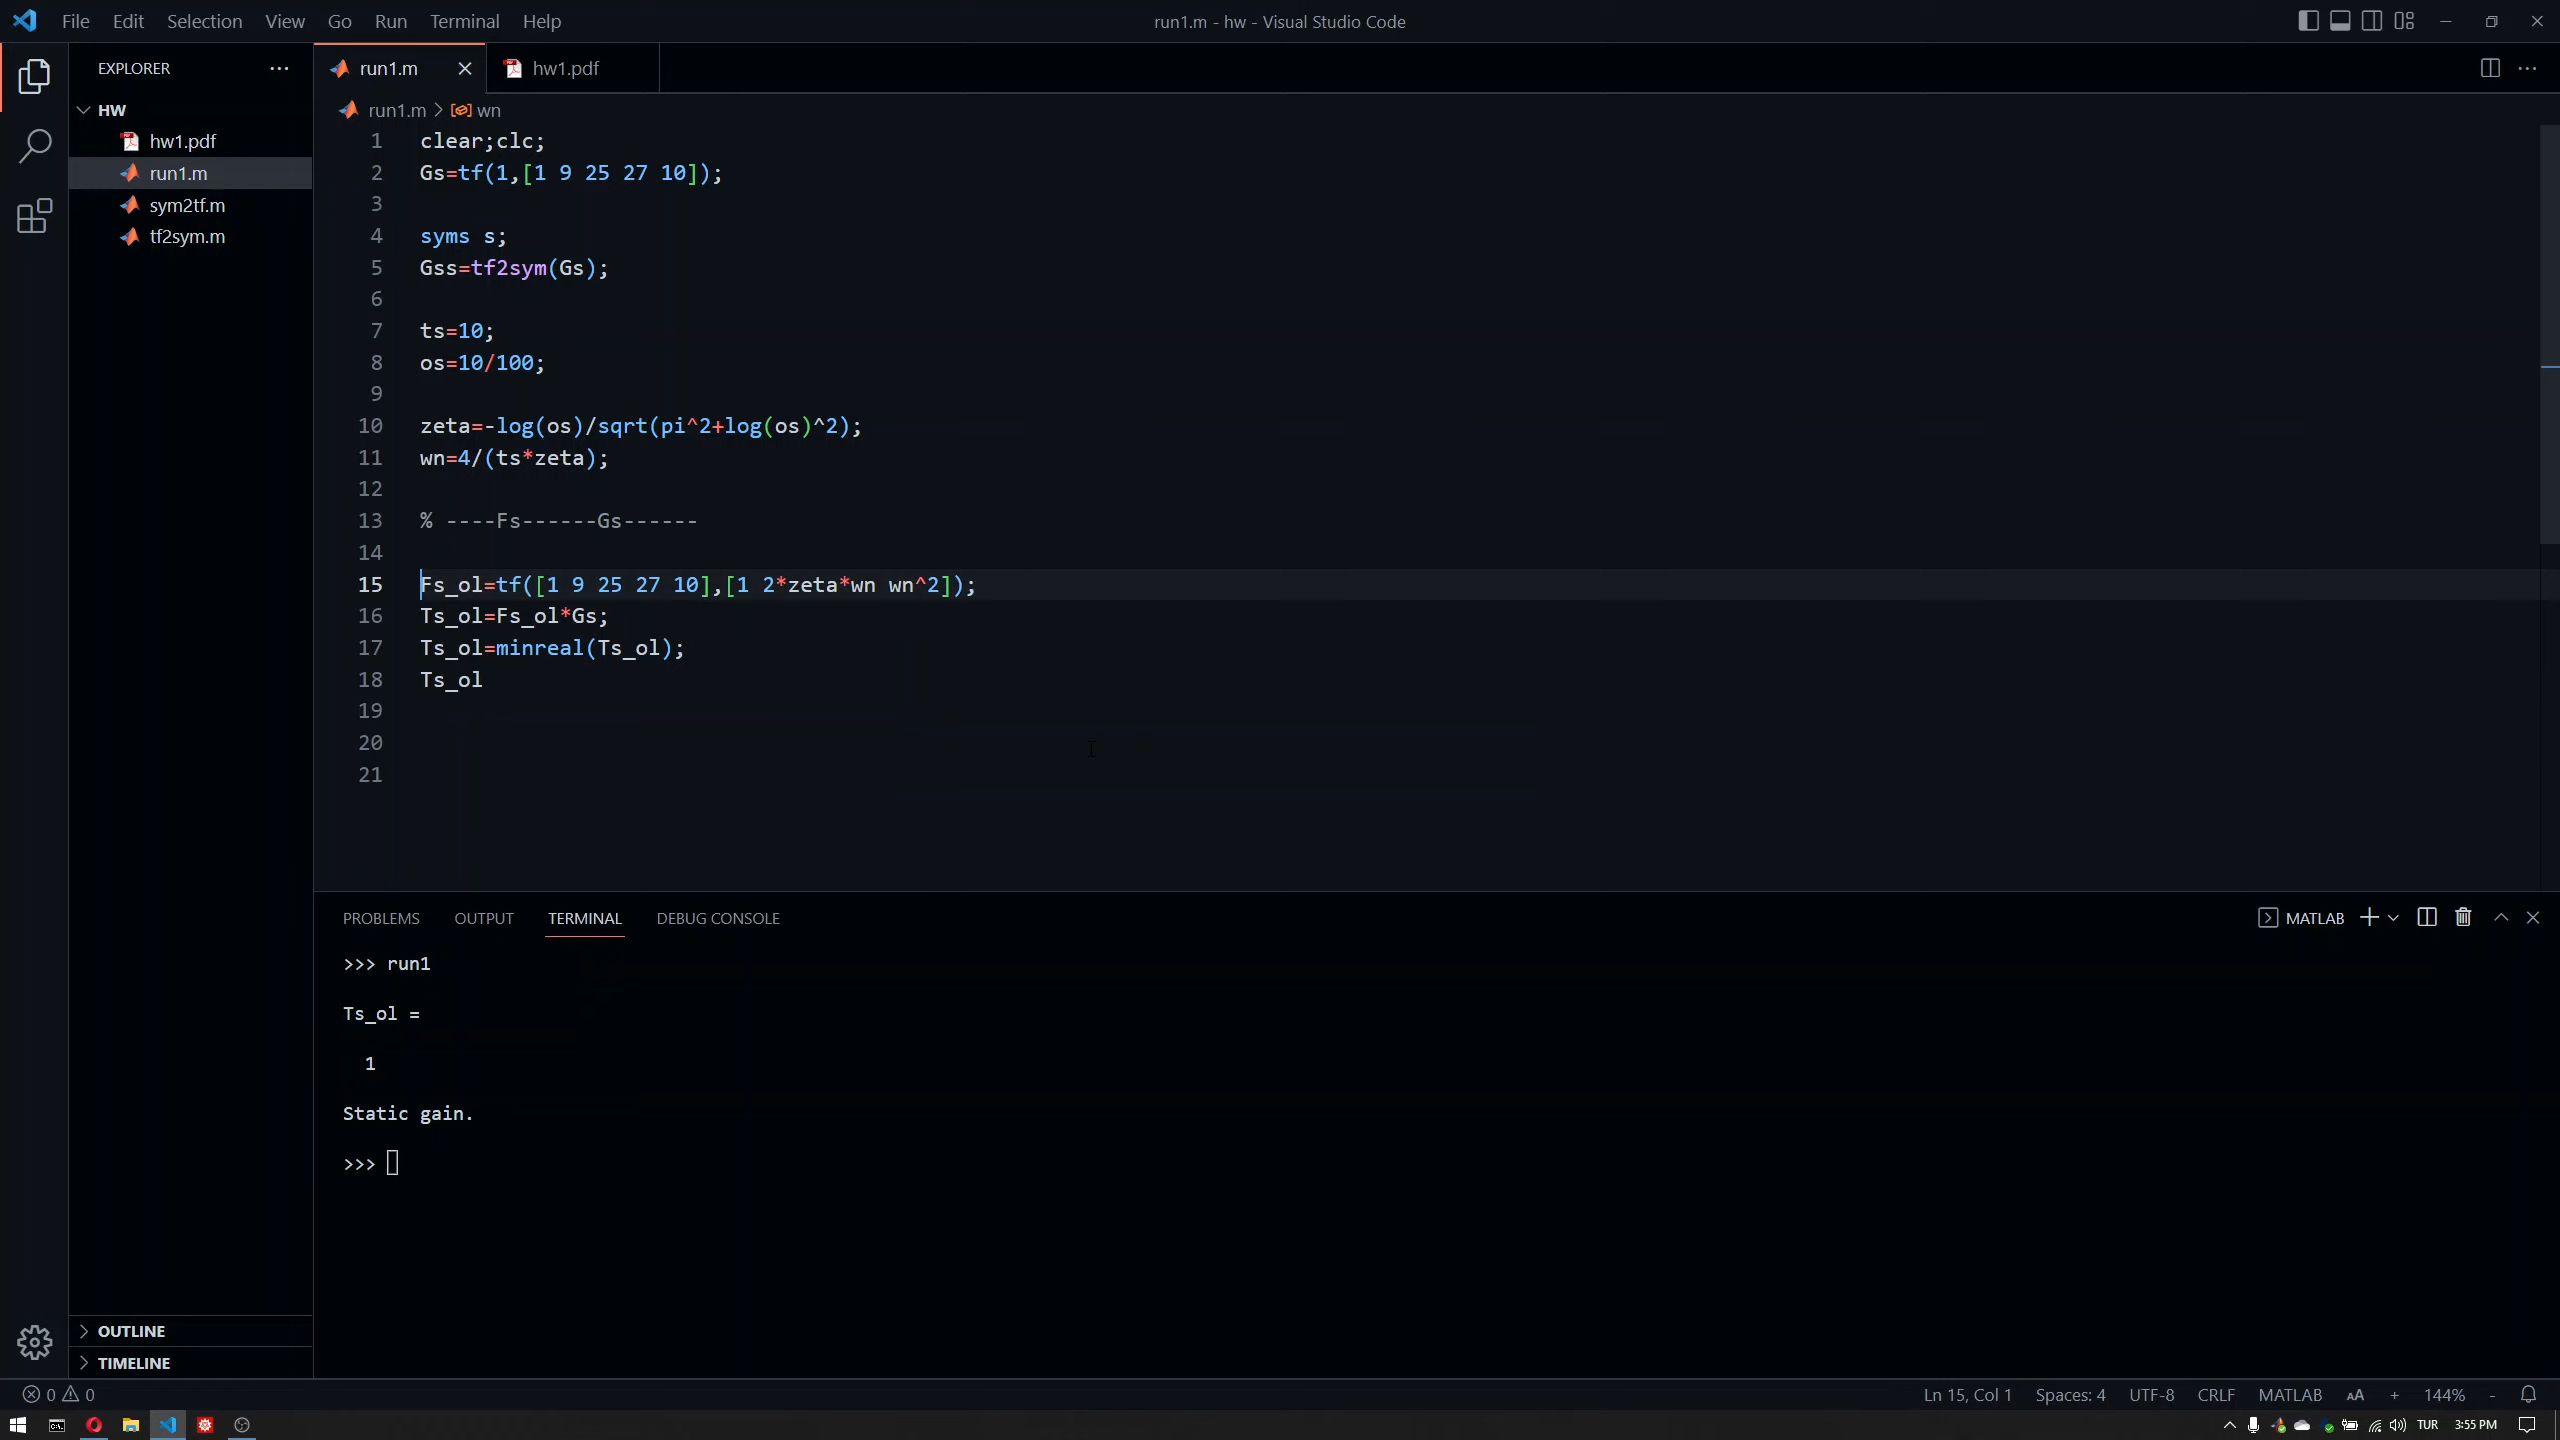 File Edit Selection View Go Run Terminal Help
run1.m - hw - Visual Studio Code
EXPLORER
HW
hw1.pdf
run1.m
sym2tf.m
tf2sym.m
OUTLINE
TIMELINE
run1.m hw1.pdf
run1.m wn
1 clear;clc;
2 Gs=tf(1,[1 9 25 27 10]);
3
4 syms s;
5 Gss=tf2sym(Gs);
6
7 ts=10;
8 os=10/100;
9
10 zeta=-log(os)/sqrt(pi^2+log(os)^2);
11 wn=4/(ts*zeta);
12
13 % ----Fs------Gs------
14
15 Fs_ol=tf([1 9 25 27 10],[1 2*zeta*wn wn^2]);
16 Ts_ol=Fs_ol*Gs;
17 Ts_ol=minreal(Ts_ol);
18 Ts_ol
19
20
21
PROBLEMS OUTPUT TERMINAL DEBUG CONSOLE
MATLAB
>>> run1
Ts_ol =
1
Static gain.
>>>
0 0
Ln 15, Col 1 Spaces: 4 UTF-8 CRLF MATLAB AA + 144% -
TUR 3:55 PM